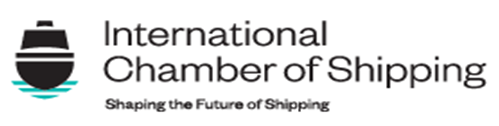 International
Chamber of Shipping
Shaping the Future of Shipping